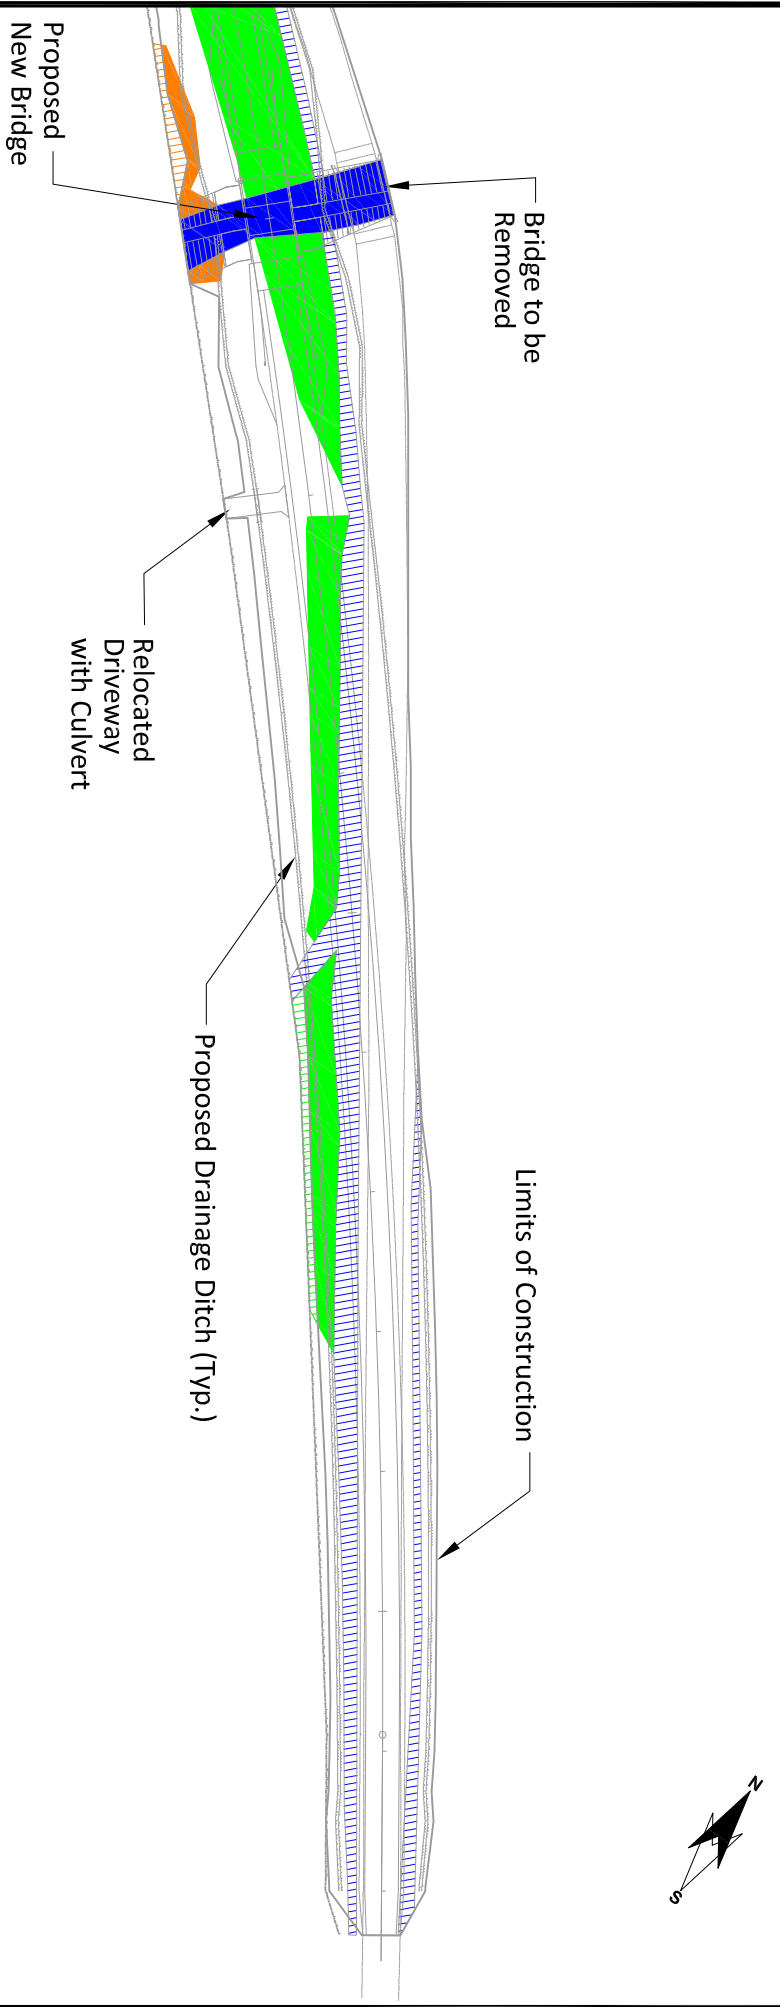 Proposed
New Bridge
Bridge to be
Removed
Relocated
Driveway
with Culvert
Proposed Drainage Ditch (Typ.)
Limits of Construction
N
S